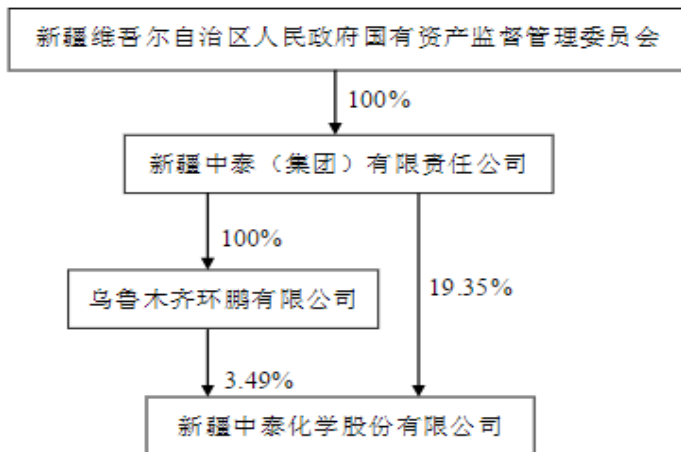 新疆维吾尔自治区人民政府国有资产监督管理委员会
100%
新疆中泰（集团）有限责任公司
100%
19.35%
乌鲁木齐环鹏有限公司
3.49%
新疆中泰化学股份有限公司